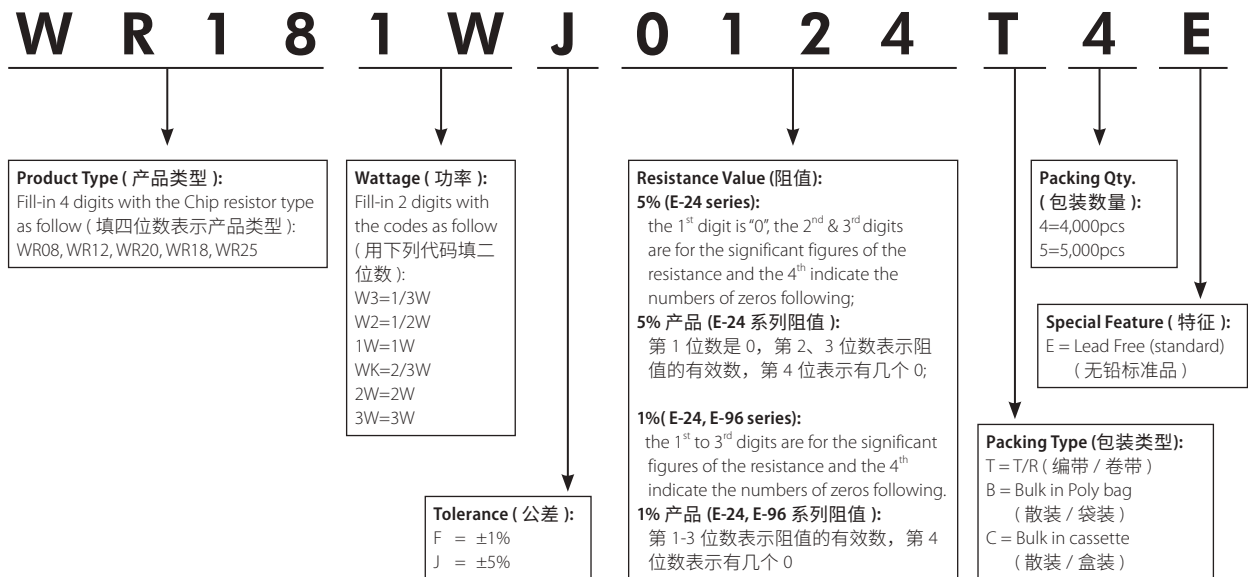 W R 1 8 1 W J 0 1 2 4 T 4 E
Product Type ( 产品类型 ):
Fill-in 4 digits with the Chip resistor type
as follow ( 填四位数表示产品类型 ):
WR08, WR12, WR20, WR18, WR25
Wattage ( 功率 ):
Fill-in 2 digits with
the codes as follow
( 用下列代码填二
位数 ):
W3=1/3W
W2=1/2W
1W=1W
WK=2/3W
2W=2W
3W=3W
Tolerance ( 公差 ):
F = ±1%
J = ±5%
Resistance Value (阻值):
5% (E-24 series):
the 1st digit is "0", the 2nd & 3rd digits
are for the significant figures of the
resistance and the 4th indicate the
numbers of zeros following;
5% 产品 (E-24 系列阻值 ):
第 1 位数是 0，第 2、3 位数表示阻
值的有效数，第 4 位表示有几个 0;
1%( E-24, E-96 series):
the 1st to 3rd digits are for the significant
figures of the resistance and the 4th
indicate the numbers of zeros following.
1% 产品 (E-24, E-96 系列阻值 ):
第 1-3 位数表示阻值的有效数，第 4
位数表示有几个 0
Packing Qty.
( 包装数量 ):
4=4,000pcs
5=5,000pcs
Special Feature ( 特征 ):
E = Lead Free (standard)
( 无铅标准品 )
Packing Type (包装类型):
T = T/R ( 编带 / 卷带 )
B = Bulk in Poly bag
( 散装 / 袋装 )
C = Bulk in cassette
( 散装 / 盒装 )